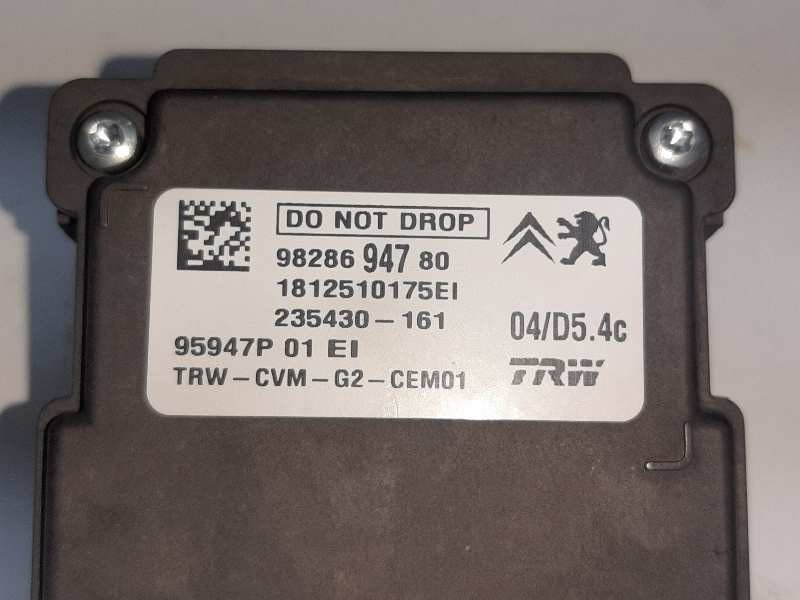 DO NOT DROP
98286 947 80
1812510175EI
235430-161
04/D5.4c
95947P 01 EI
TRW-CVM-G2-CEM01
TRW